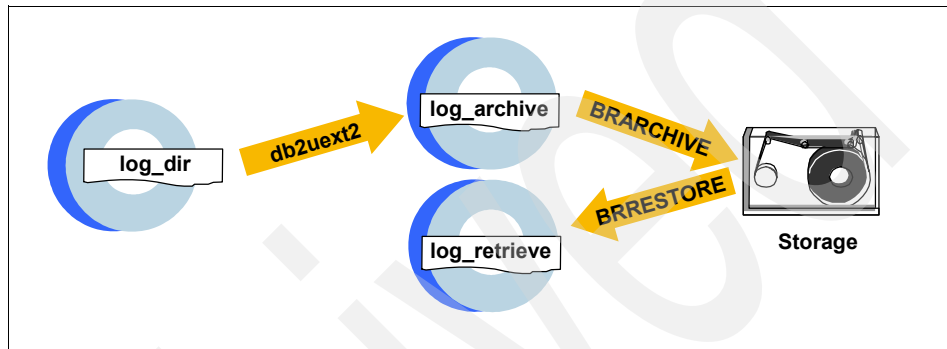 log_dir
db2uext2
log_archive
BRARCHIVE
BRRESTORE
log_retrieve
Storage